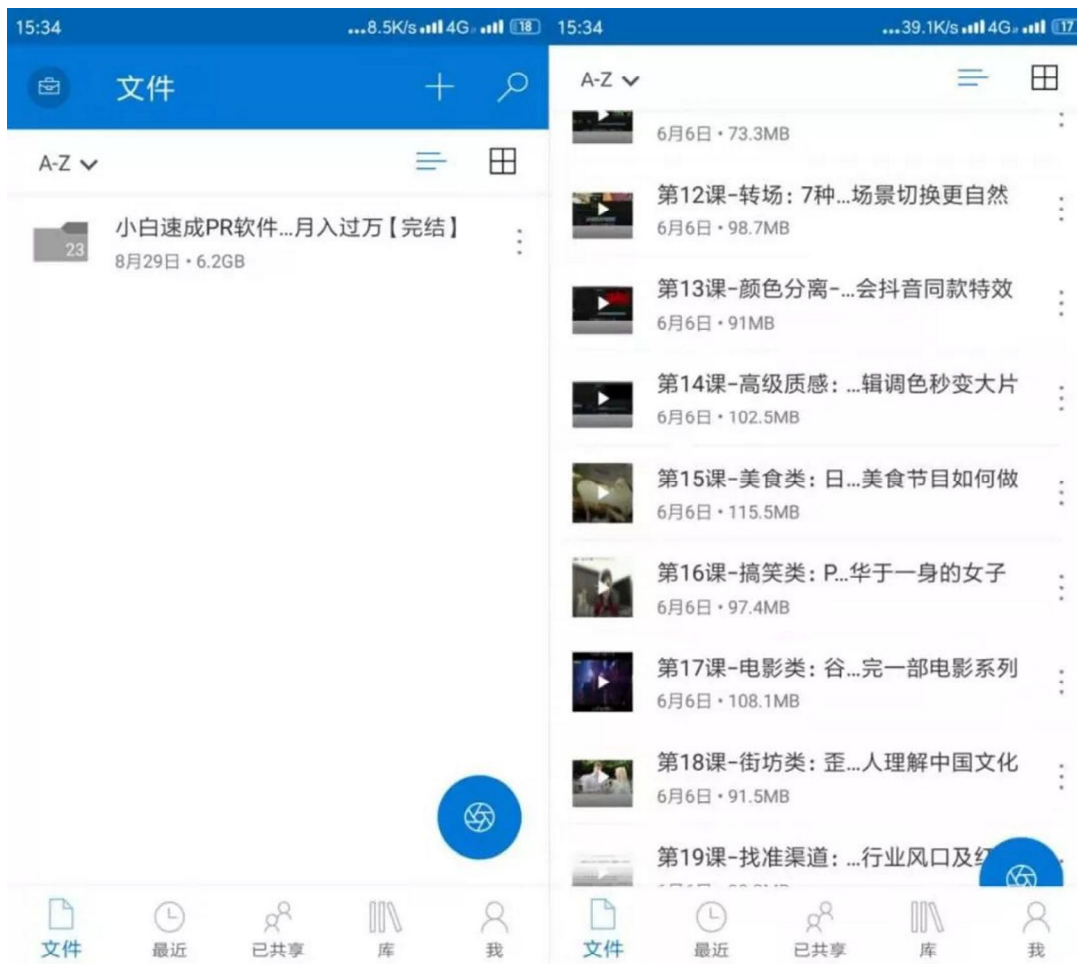 15:34
...8.5K/s 4G 18
文件
A-Z
23
小白速成PR软件...月入过万【完结】
8月29日・6.2GB
文件
最近
已共享
库
我
15:34
...39.1K/s 4G 17
A-Z
6月6日・73.3MB
第12课-转场：7种...场景切换更自然
6月6日・98.7MB
第13课-颜色分离-...会抖音同款特效
6月6日・91MB
第14课-高级质感：...辑调色秒变大片
6月6日・102.5MB
第15课-美食类：日...美食节目如何做
6月6日・115.5MB
第16课-搞笑类：P...华于一身的女子
6月6日・97.4MB
第17课-电影类：谷...完一部电影系列
6月6日・108.1MB
第18课-街坊类：歪...人理解中国文化
6月6日・91.5MB
第19课-找准渠道：...行业风口及
文件
最近
已共享
库
我